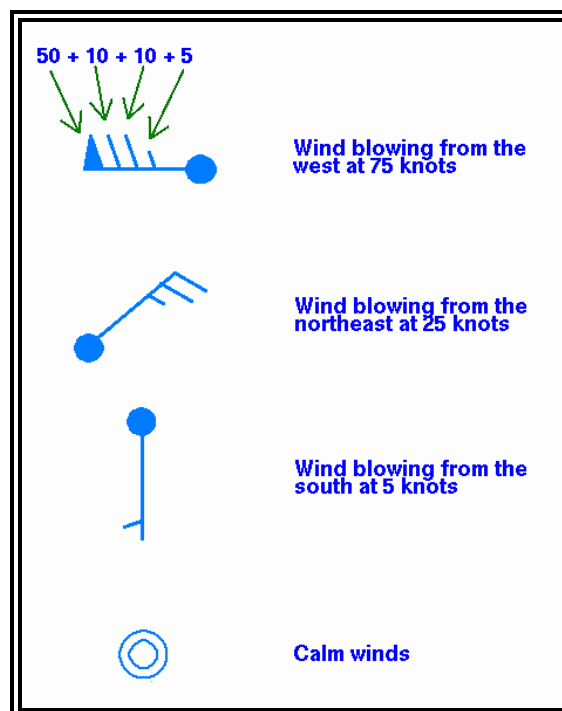 50 + 10 + 10 + 5
Wind blowing from the
west at 75 knots
Wind blowing from the
northeast at 25 knots
Wind blowing from the
south at 5 knots
Calm winds